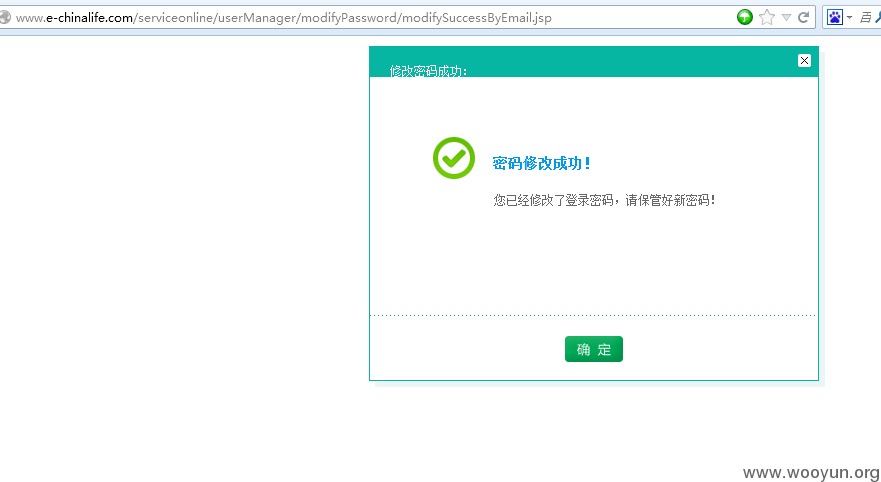 www.e-chinalife.com/serviceonline/userManager/modifyPassword/modifySuccessByEmail.jsp
修改密码成功：
密码修改成功！
您已经修改了登录密码，请保管好新密码！
确 定
www.wooyun.org